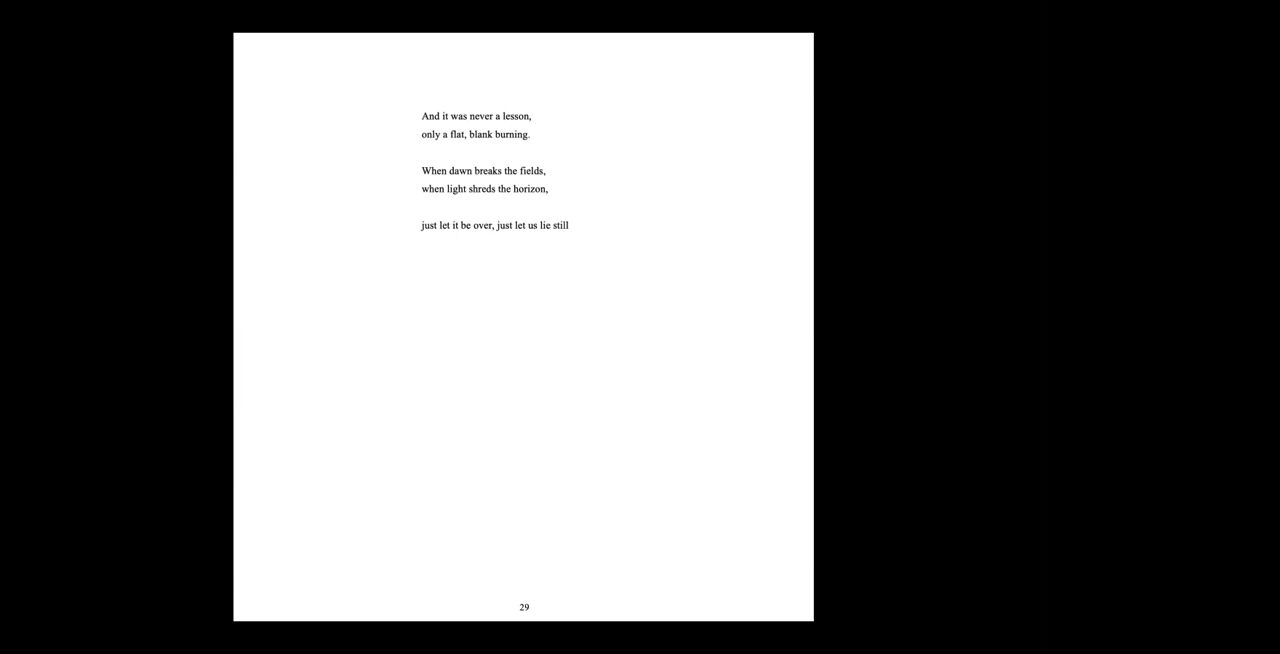 And it was never a lesson,
only a flat, blank burning.
When dawn breaks the fields,
when light shreds the horizon,
just let it be over, just let us lie still
29